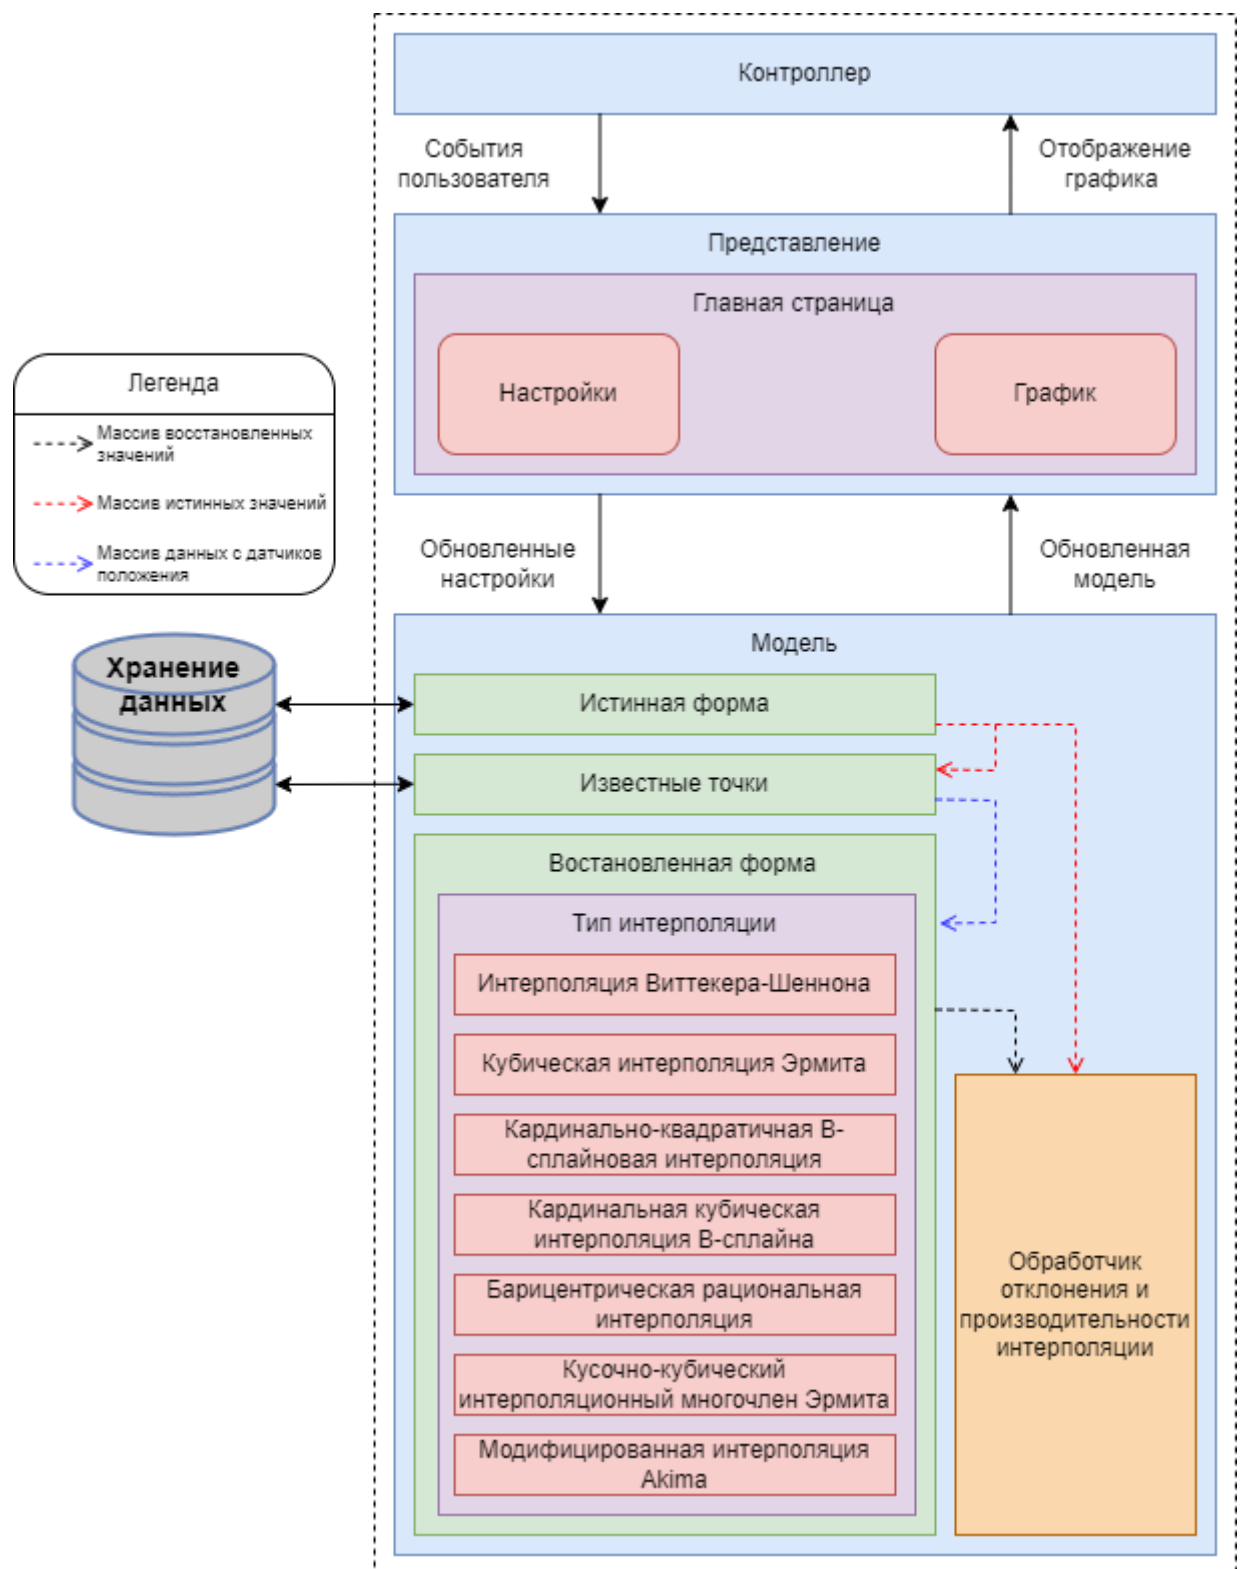 Контроллер
События
пользователя
Отображение
графика
Представление
Главная страница
Настройки
График
Легенда
Массив восстановленных
значений
Массив истинных значений
Массив данных с датчиков
положения
Обновленные
настройки
Обновленная
модель
Хранение
данных
Модель
Истинная форма
Известные точки
Востановленная форма
Тип интерполяции
Интерполяция Виттекера-Шеннона
Кубическая интерполяция Эрмита
Кардинально-квадратичная B-
сплайновая интерполяция
Кардинальная кубическая
интерполяция B-сплайна
Барицентрическая рациональная
интерполяция
Кусочно-кубический
интерполяционный многочлен Эрмита
Модифицированная интерполяция
Akima
Обработчик
отклонения и
производительности
интерполяции